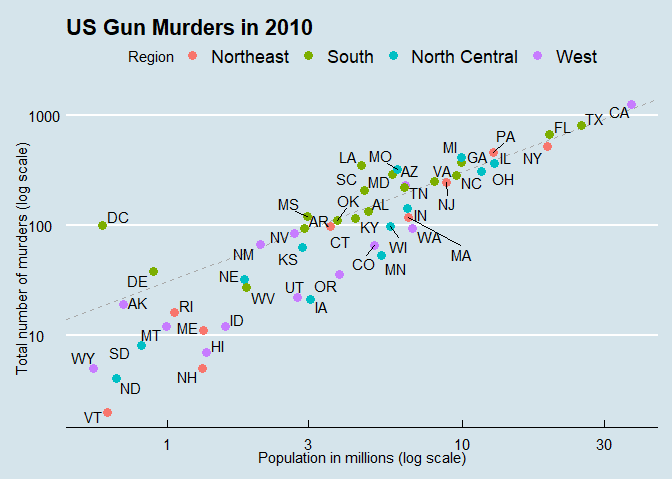 US Gun Murders in 2010
Region Northeast South North Central West
Total number of murders (log scale)
1000
100
10
CA
TX
FL
PA
NY
MI
GA
IL
OH
LA
MO
AZ
VA
NC
SC
MD
TN
NJ
MS
OK
AL
IN
DC
AR
KY
WA
NV
CT
WI
MA
NM
KS
CO
MN
DE
NE
UT
OR
WV
IA
AK
RI
ID
MT
ME
SD
HI
WY
ND
NH
VT
1 3 10 30
Population in millions (log scale)